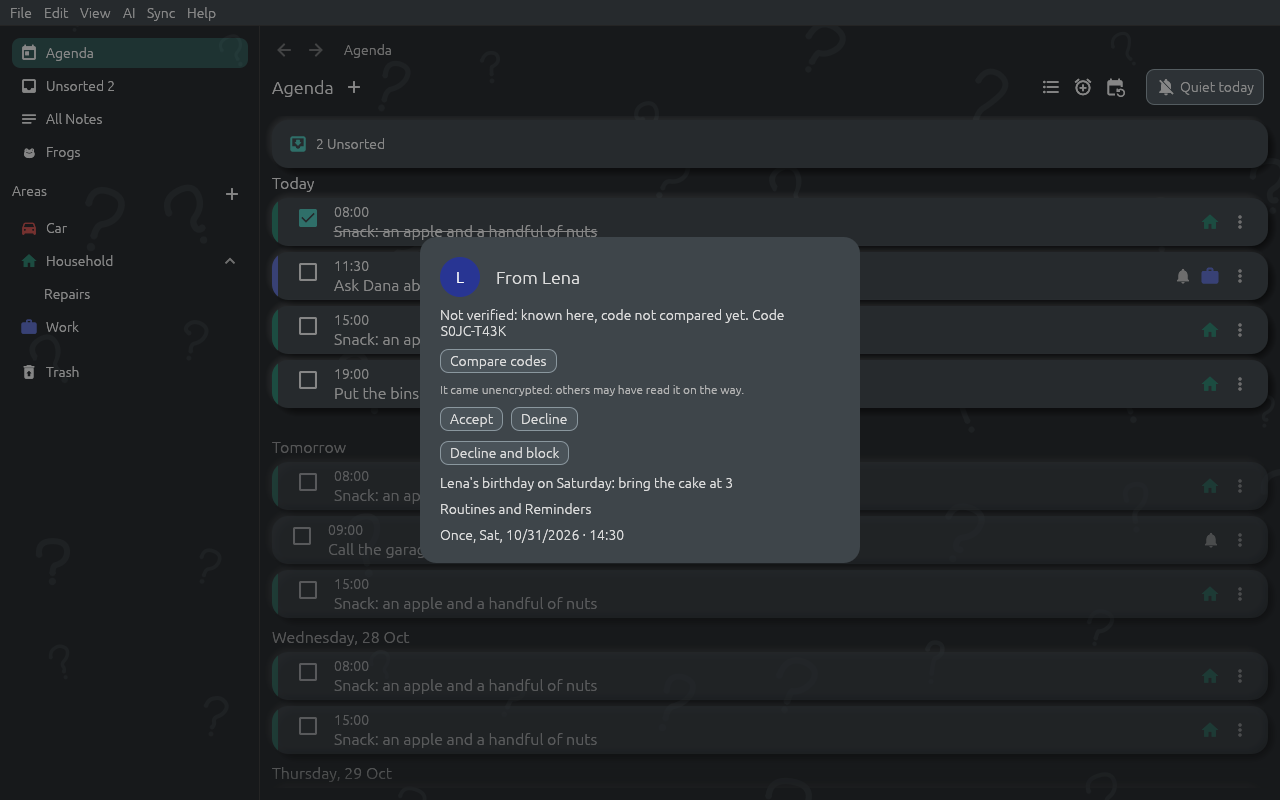 File Edit View AI Sync Help
Agenda
Unsorted 2
All Notes
Frogs
Areas
Car
Household
Repairs
Work
Trash
Agenda
Agenda
Quiet today
2 Unsorted
Today
08:00
Snack: an apple and a handful of nuts
11:30
Ask Dana ab
15:00
Snack: an ap
19:00
Put the bins
Tomorrow
08:00
Snack: an ap
09:00
Call the garag
15:00
Snack: an apple and a handful of nuts
Wednesday, 28 Oct
08:00
Snack: an apple and a handful of nuts
15:00
Snack: an apple and a handful of nuts
Thursday, 29 Oct
L
From Lena
Not verified: known here, code not compared yet. Code
S0JC-T43K
Compare codes
It came unencrypted: others may have read it on the way.
Accept Decline
Decline and block
Lena's birthday on Saturday: bring the cake at 3
Routines and Reminders
Once, Sat, 10/31/2026 · 14:30